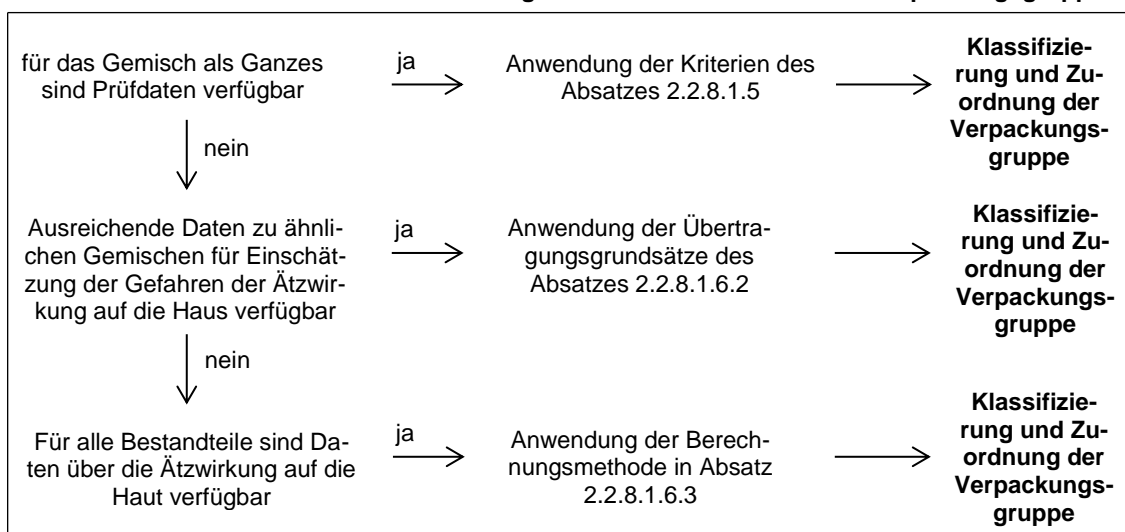 für das Gemisch als Ganzes
sind Prüfdaten verfügbar
ja
Anwendung der Kriterien des
Absatzes 2.2.8.1.5
Klassifizie-
rung und Zu-
ordnung der
Verpackungs-
gruppe
nein
Ausreichende Daten zu ähnli-
chen Gemischen für Einschät-
zung der Gefahren der Ätzwir-
kung auf die Haus verfügbar
ja
Anwendung der Übertra-
gungsgrundsätze des
Absatzes 2.2.8.1.6.2
Klassifizie-
rung und Zu-
ordnung der
Verpackungs-
gruppe
nein
Für alle Bestandteile sind Da-
ten über die Ätzwirkung auf die
Haut verfügbar
ja
Anwendung der Berech-
nungsmethode in Absatz
2.2.8.1.6.3
Klassifizie-
rung und Zu-
ordnung der
Verpackungs-
gruppe